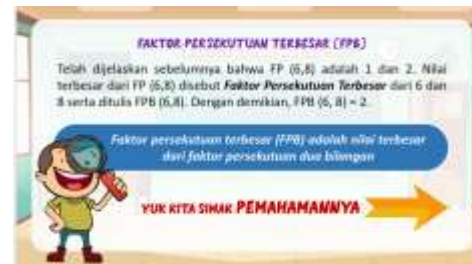 FAKTOR PERSEKUTUAN TERBESAR (FPB)
Telah dijelaskan sebelumnya bahwa FP (6,8) adalah 1 dan 2. Nilai
terbesar dari FP (6,8) disebut Faktor Persekutuan Terbesar dari 6 dan
8 serta ditulis FPB (6,8). Dengan demikian, FPB (6, 8) = 2.
Faktor persekutuan terbesar (FPB) adalah nilai terbesar
dari faktor persekutuan dua bilangan
YUK KITA SIMAK PEMAHAMANNYA